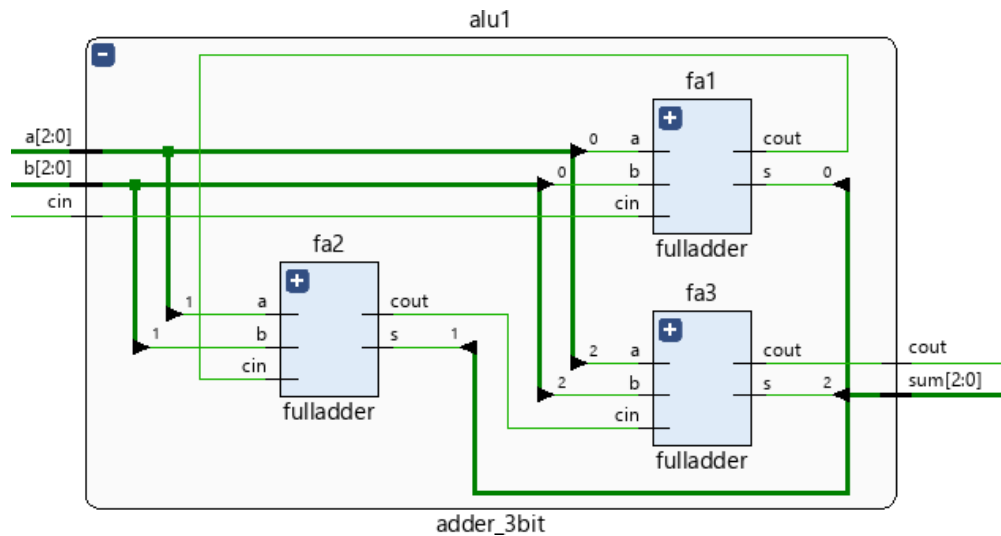 alu1
fa1
a[2:0]
0
a
cout
b[2:0]
0
b
s
0
cin
cin
fulladder
fa2
fa3
1
a
cout
1
b
s
1
cin
fulladder
2
a
cout
cout
2
b
s
2
sum[2:0]
cin
fulladder
adder_3bit